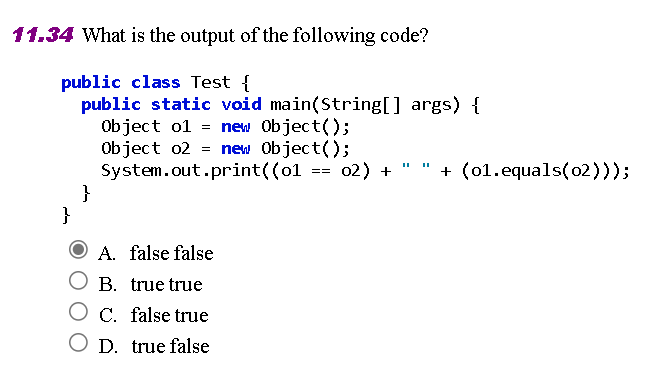 11.34 What is the output of the following code?
public class Test {
public static void main(String[] args) {
Object o1 = new Object();
Object o2 = new Object();
System.out.print((o1 == o2) + " " + (o1.equals(o2)));
}
}
A. false false
B. true true
C. false true
D. true false